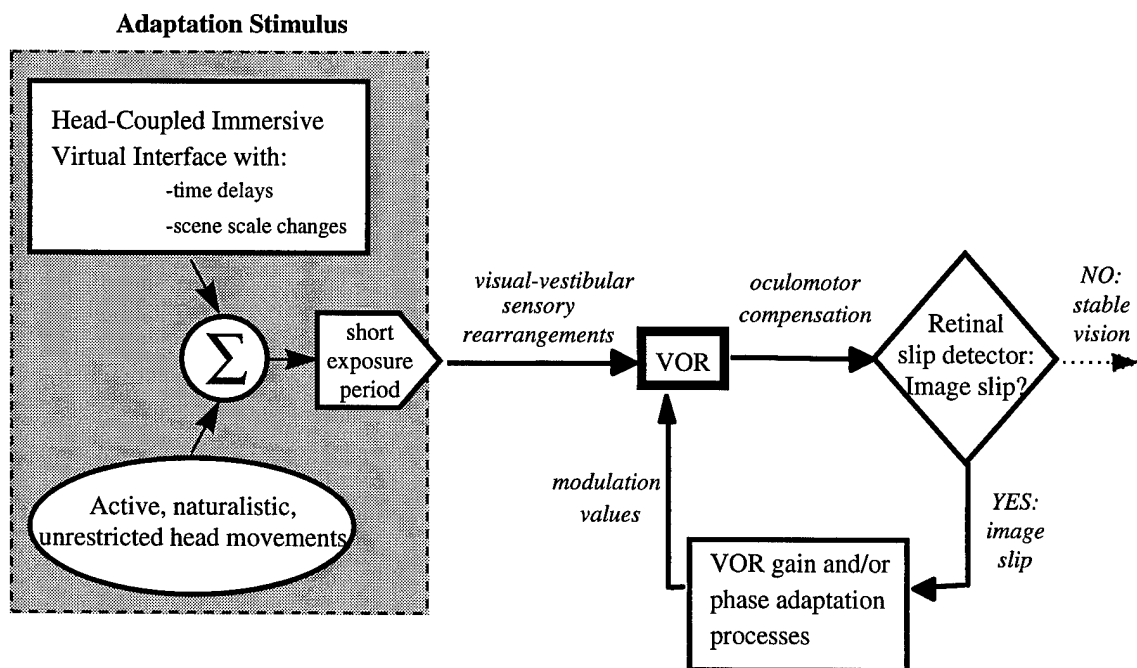 Adaptation Stimulus
Head-Coupled Immersive
Virtual Interface with:
-time delays
-scene scale changes
Σ
short
exposure
period
Active, naturalistic,
unrestricted head movements
visual-vestibular
sensory
rearrangements
VOR
oculomotor
compensation
Retinal
slip detector:
Image slip?
NO:
stable
vision
YES:
image
slip
VOR gain and/or
phase adaptation
processes
modulation
values